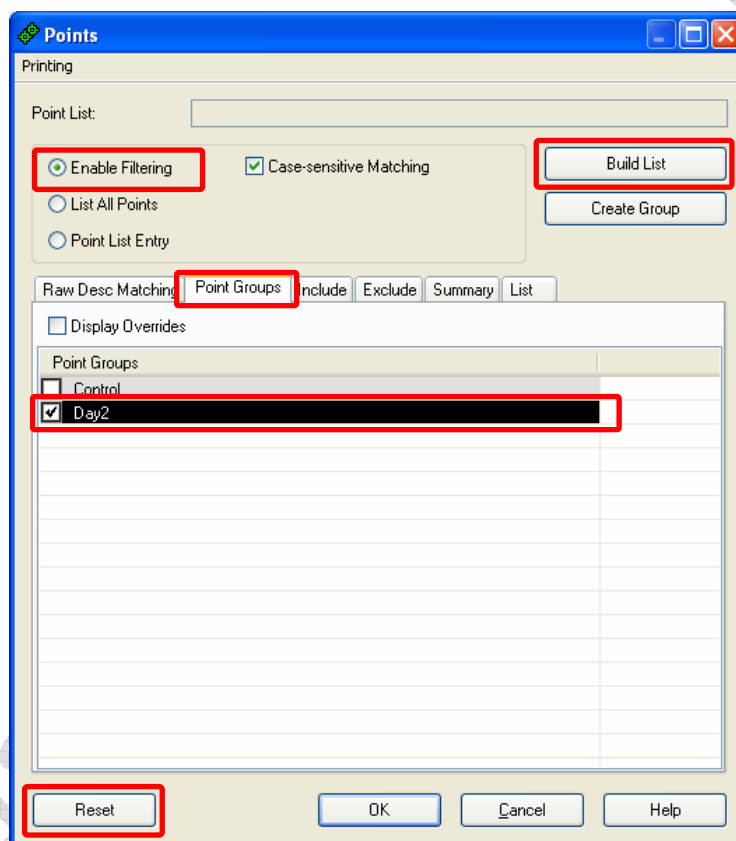 Points
Printing
Point List:
Enable Filtering
Case-sensitive Matching
Build List
List All Points
Create Group
Point List Entry
Raw Desc Matching Point Groups Include Exclude Summary List
Display Overrides
Point Groups
Control
Day2
Reset OK Cancel Help